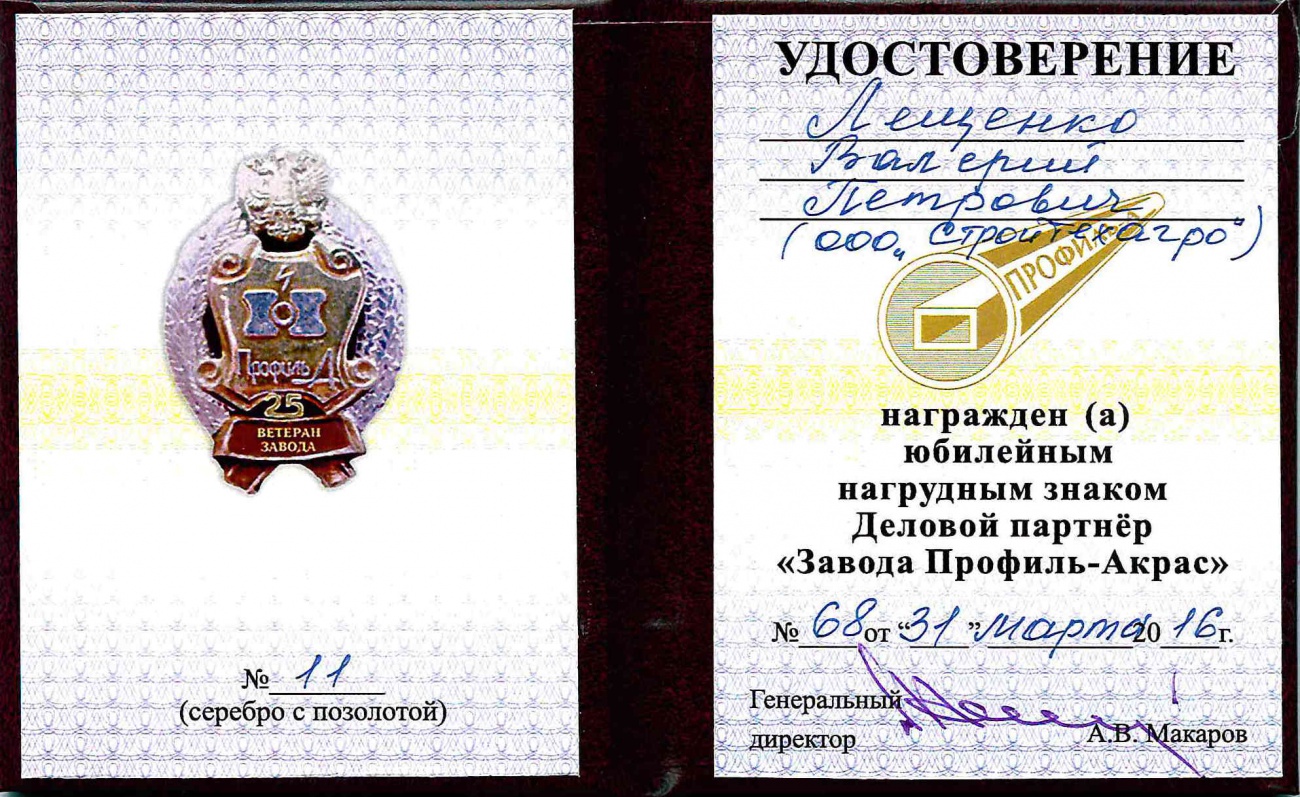 Профиль А
25
ВЕТЕРАН
ЗАВОДА
№ 11
(серебро с позолотой)
УДОСТОВЕРЕНИЕ
Лещенко
Валерий
Петрович
(ООО „Стройтехагро“)
ПРОФИЛЬ-А
награжден (а)
юбилейным
нагрудным знаком
Деловой партнёр
«Завода Профиль-Акрас»
№ 68 от “31” марта 20 16 г.
Генеральный
директор
А.В. Макаров